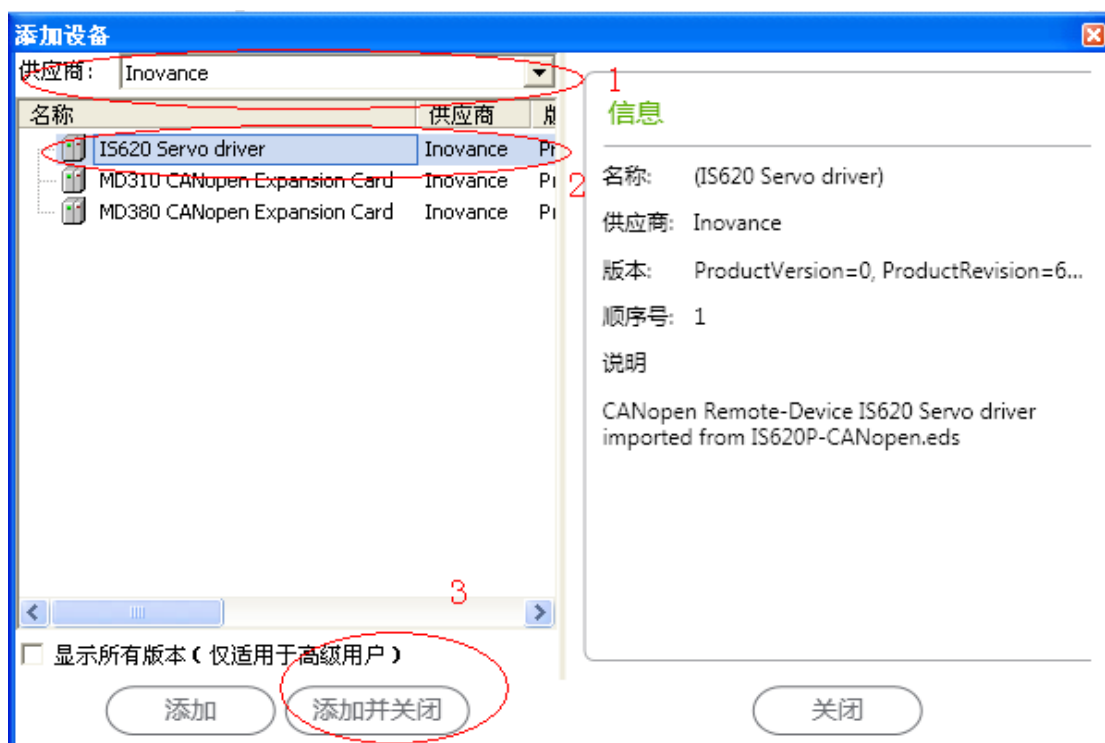 添加设备
供应商: Inovance
1
名称 供应商
IS620 Servo driver Inovance
2
MD310 CANopen Expansion Card Inovance
MD380 CANopen Expansion Card Inovance
3
显示所有版本(仅适用于高级用户)
添加 添加并关闭
信息
名称: (IS620 Servo driver)
供应商: Inovance
版本: ProductVersion=0, ProductRevision=6...
顺序号: 1
说明
CANopen Remote-Device IS620 Servo driver
imported from IS620P-CANopen.eds
关闭